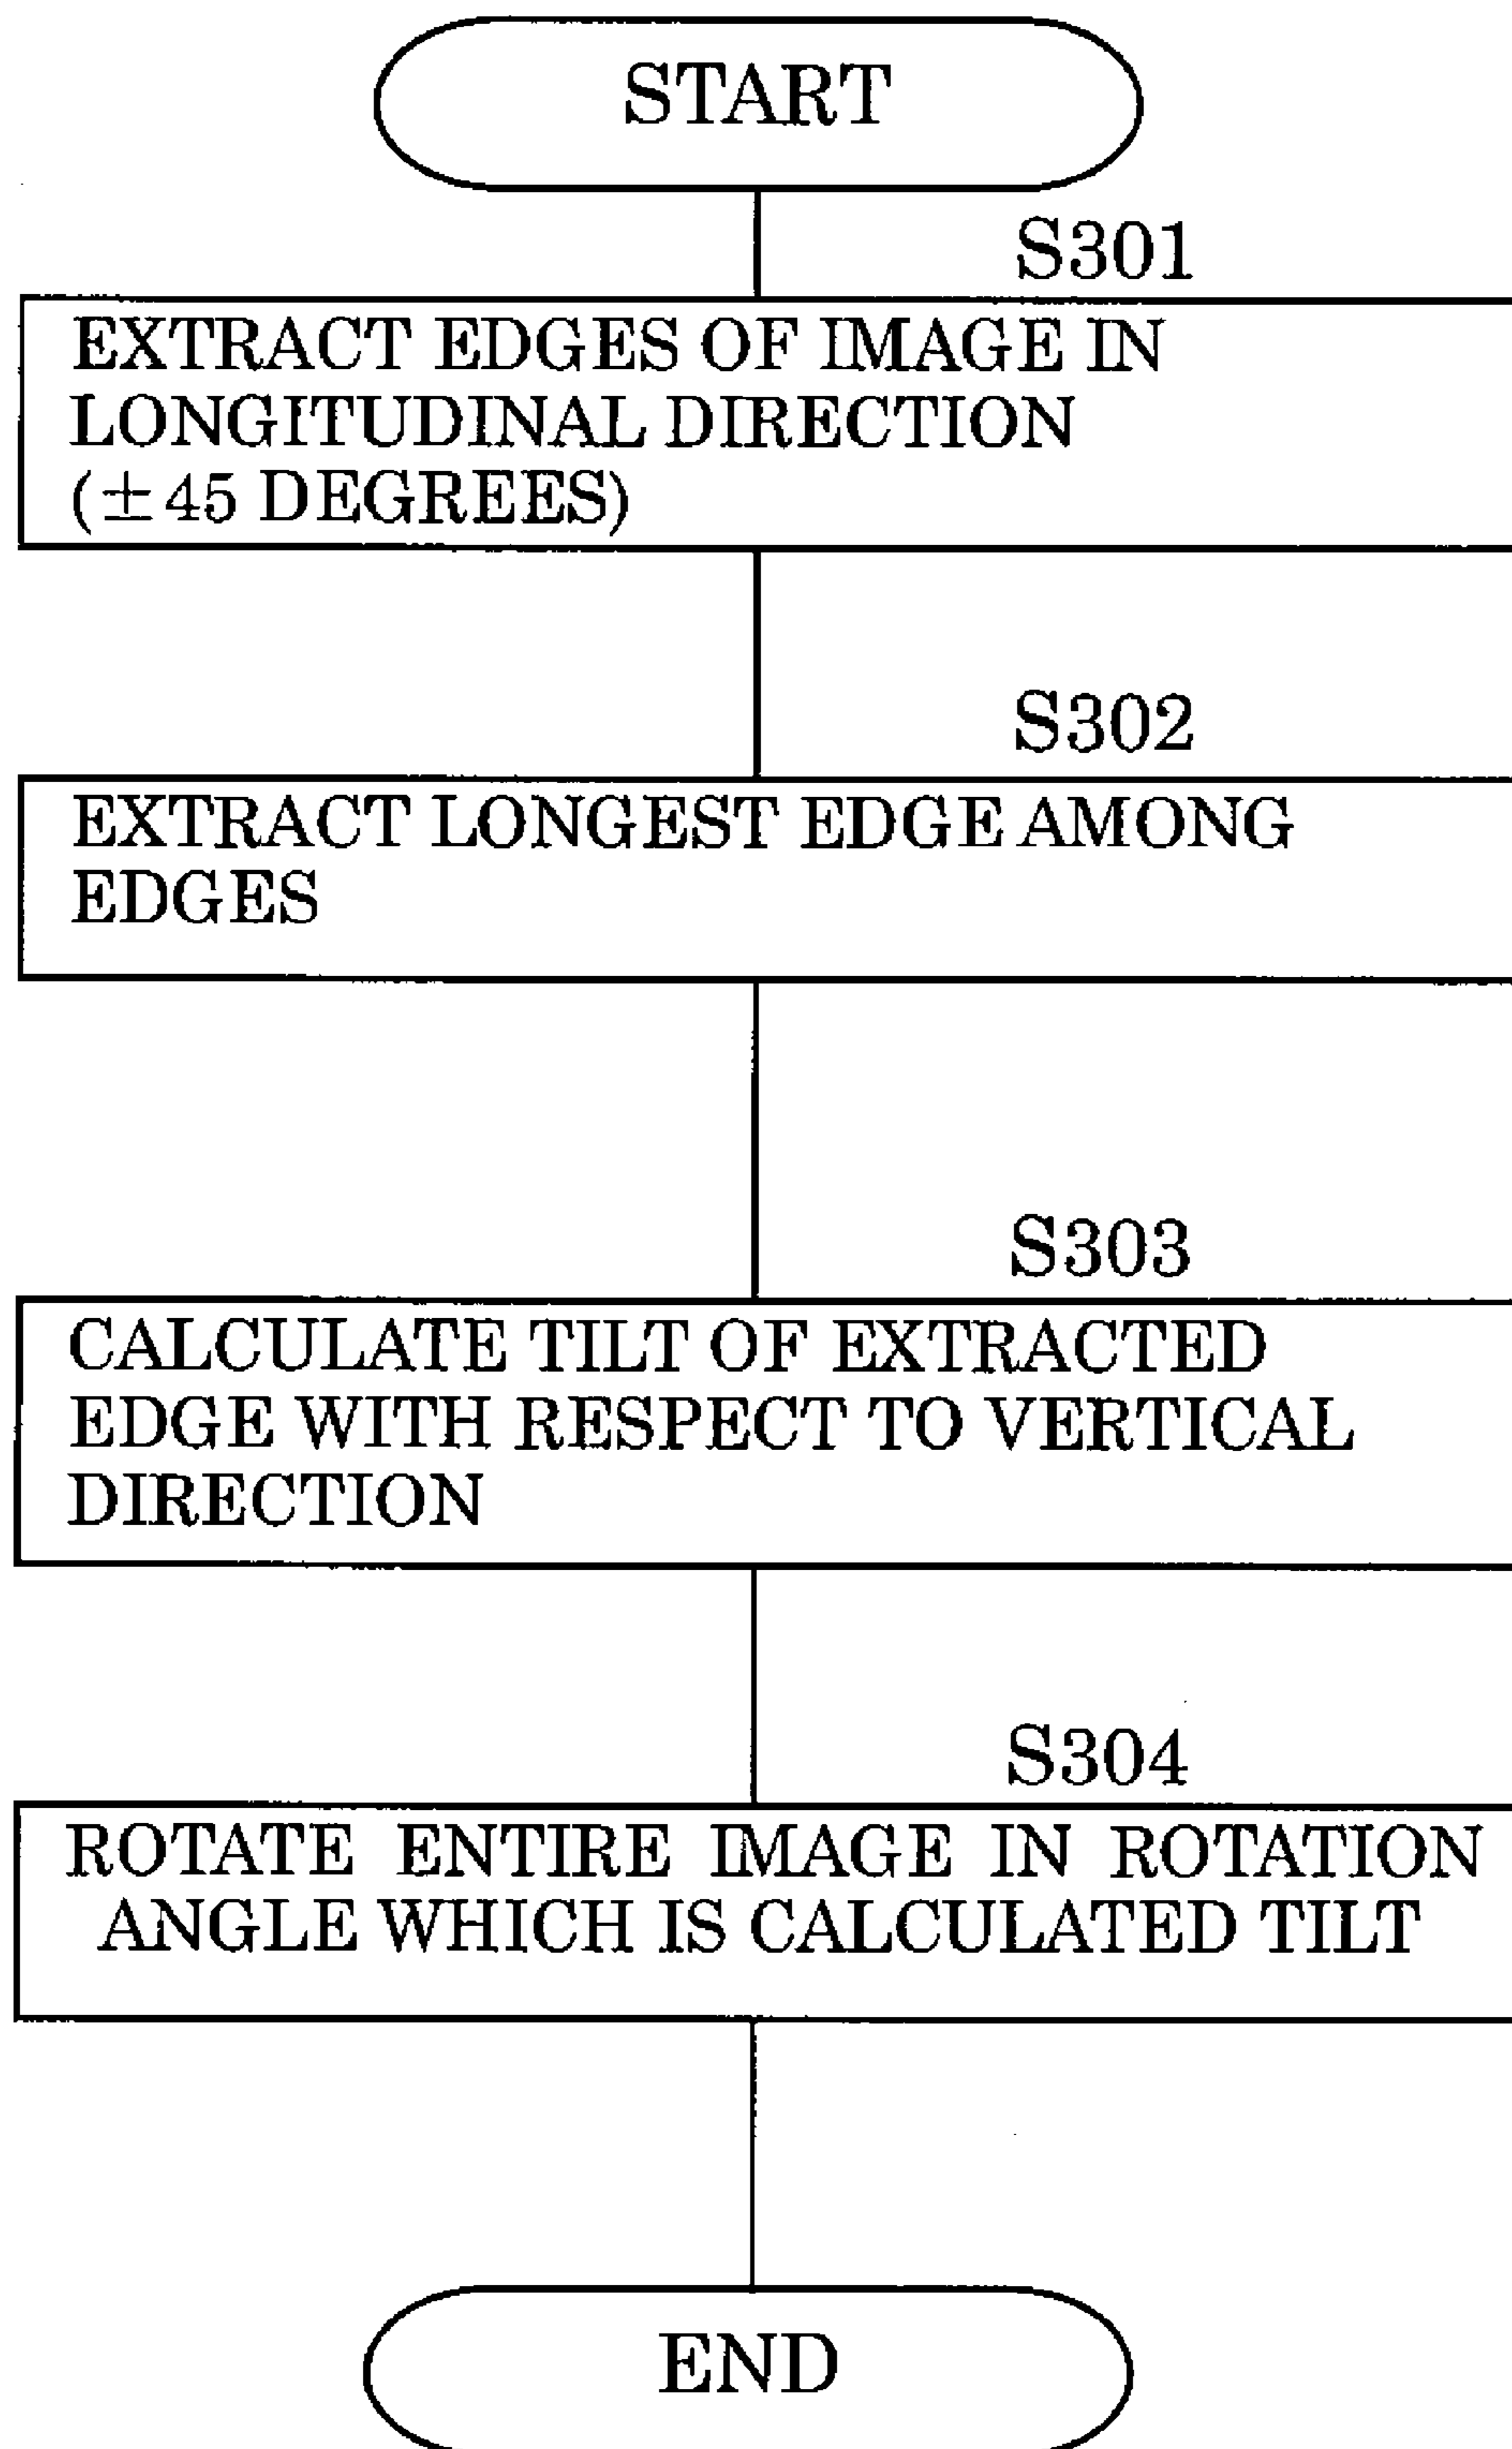 START
S301
EXTRACT EDGES OF IMAGE IN
LONGITUDINAL DIRECTION
(±45 DEGREES)
S302
EXTRACT LONGEST EDGE AMONG
EDGES
S303
CALCULATE TILT OF EXTRACTED
EDGE WITH RESPECT TO VERTICAL
DIRECTION
S304
ROTATE ENTIRE IMAGE IN ROTATION
ANGLE WHICH IS CALCULATED TILT
END